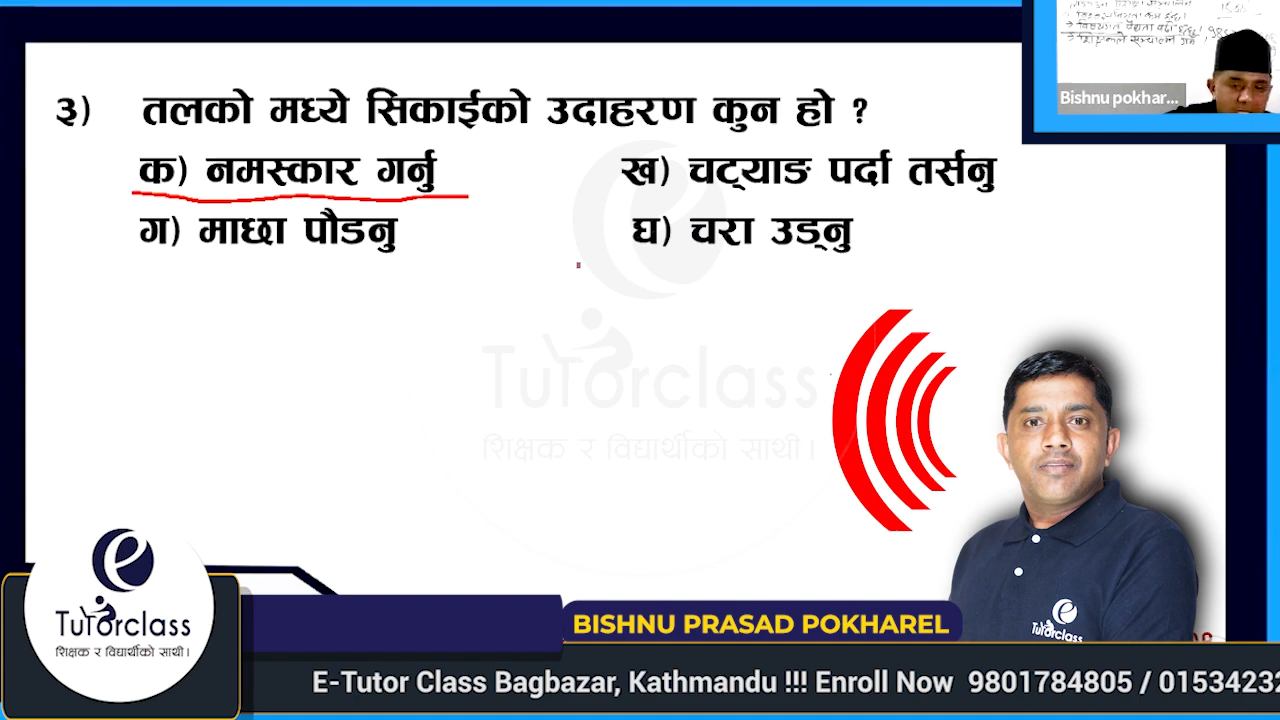 ३) तलको मध्ये सिकाईको उदाहरण कुन हो ?
क) नमस्कार गर्नु ख) चट्याङ पर्दा तर्सनु
ग) माछा पौडनु घ) चरा उड्नु
Bishnu pokhar...
e
Tutorclass
शिक्षक र विद्यार्थीको साथी।
Tutorclass
Tutorclass
शिक्षक र विद्यार्थीको साथी।
BISHNU PRASAD POKHAREL
E-Tutor Class Bagbazar, Kathmandu !!! Enroll Now 9801784805 / 01534232